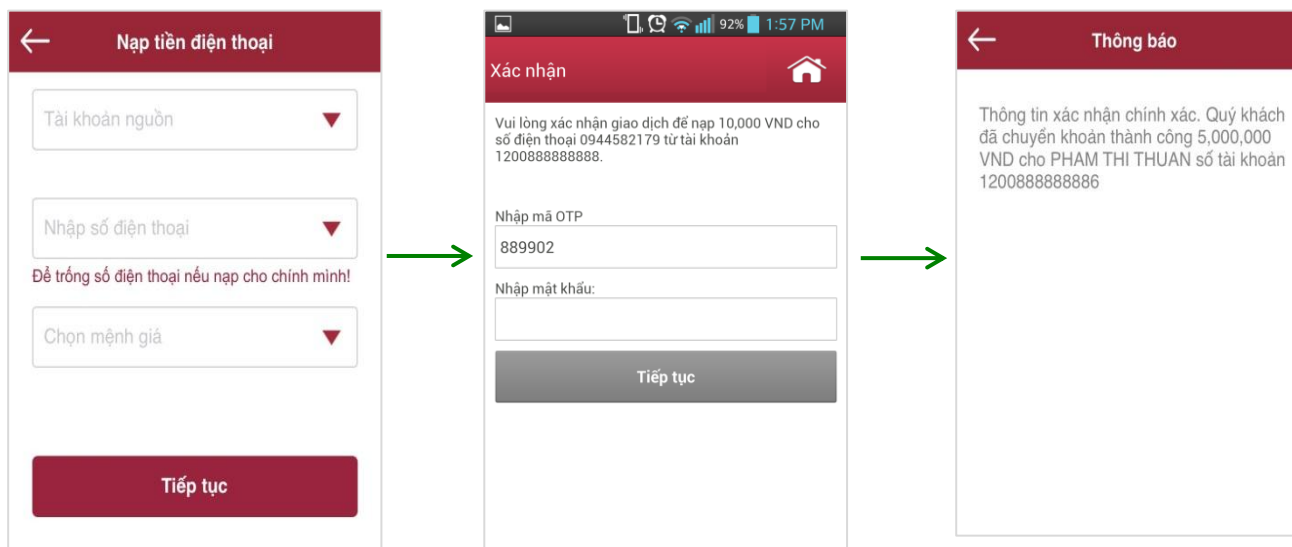 Nạp tiền điện thoại
Tài khoản nguồn
Nhập số điện thoại
Để trống số điện thoại nếu nạp cho chính mình!
Chọn mệnh giá
Tiếp tục
92% 1:57 PM
Xác nhận
Vui lòng xác nhận giao dịch để nạp 10,000 VND cho
số điện thoại 0944582179 từ tài khoản
1200888888888.
Nhập mã OTP
889902
Nhập mật khẩu:
Tiếp tục
Thông báo
Thông tin xác nhận chính xác. Quý khách
đã chuyển khoản thành công 5,000,000
VND cho PHAM THI THUAN số tài khoản
1200888888886